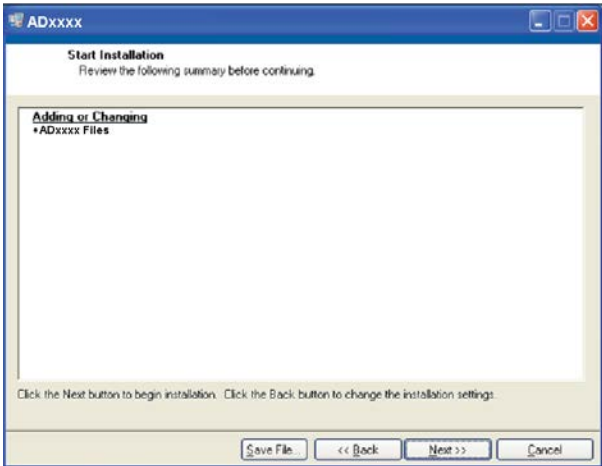 ADxxxx
Start Installation
Review the following summary before continuing.
Adding or Changing
•ADxxxx Files
Click the Next button to begin installation. Click the Back button to change the installation settings.
Save File...
<< Back
Next >>
Cancel